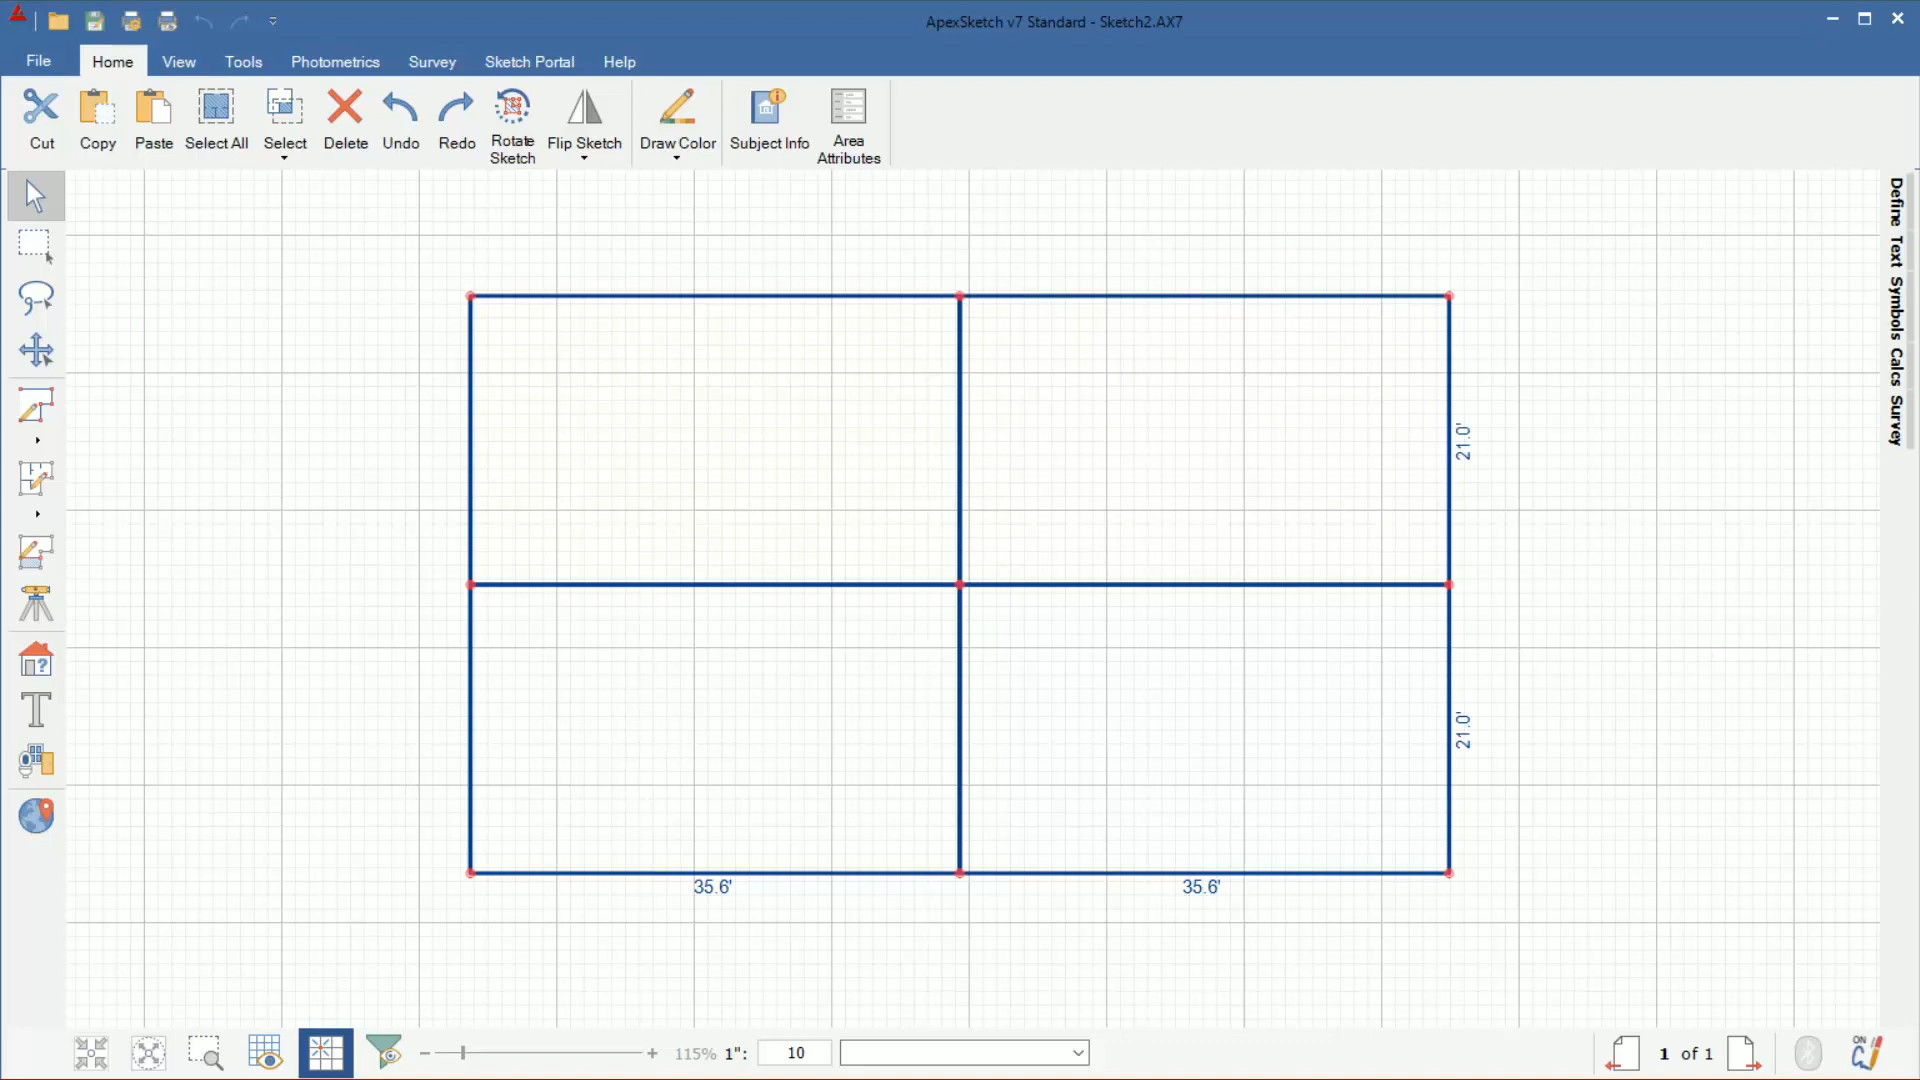 ApexSketch v7 Standard - Sketch2.AX7
File Home View Tools Photometrics Survey Sketch Portal Help
Cut Copy Paste Select All Select Delete Undo Redo Rotate Sketch Flip Sketch Draw Color Subject Info Area Attributes
Define Text Symbols Calcs Survey
21.0'
21.0'
35.6' 35.6'
115% 1": 10 1 of 1 ON